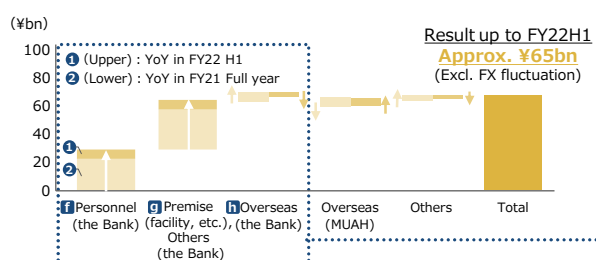 (¥bn)
Result up to FY22H1
Approx. ¥65bn
(Excl. FX fluctuation)
1 (Upper) : YoY in FY22 H1
2 (Lower) : YoY in FY21 Full year
100
80
60
40
20
0
1
2
f Personnel
(the Bank)
g Premise
(facility, etc.),
Others
(the Bank)
h Overseas
(the Bank)
Overseas
(MUAH)
Others
Total